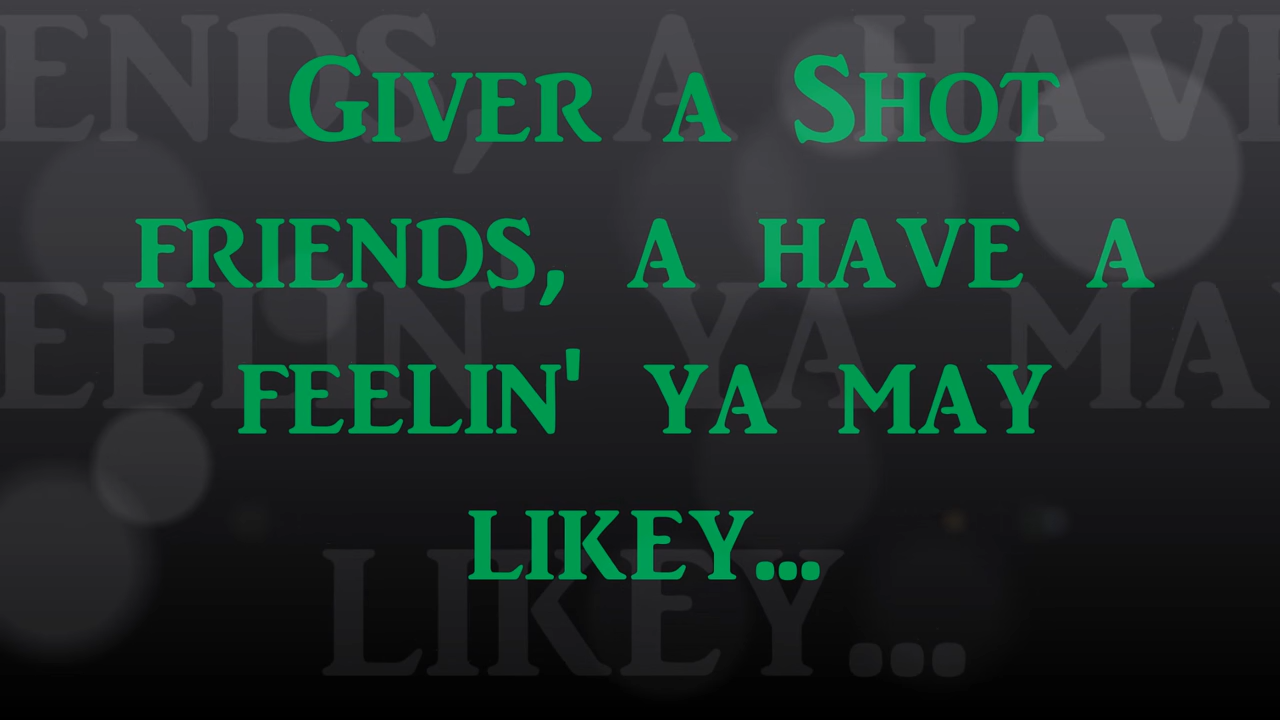 Giver a Shot
friends, a have a
feelin' ya may
likey...